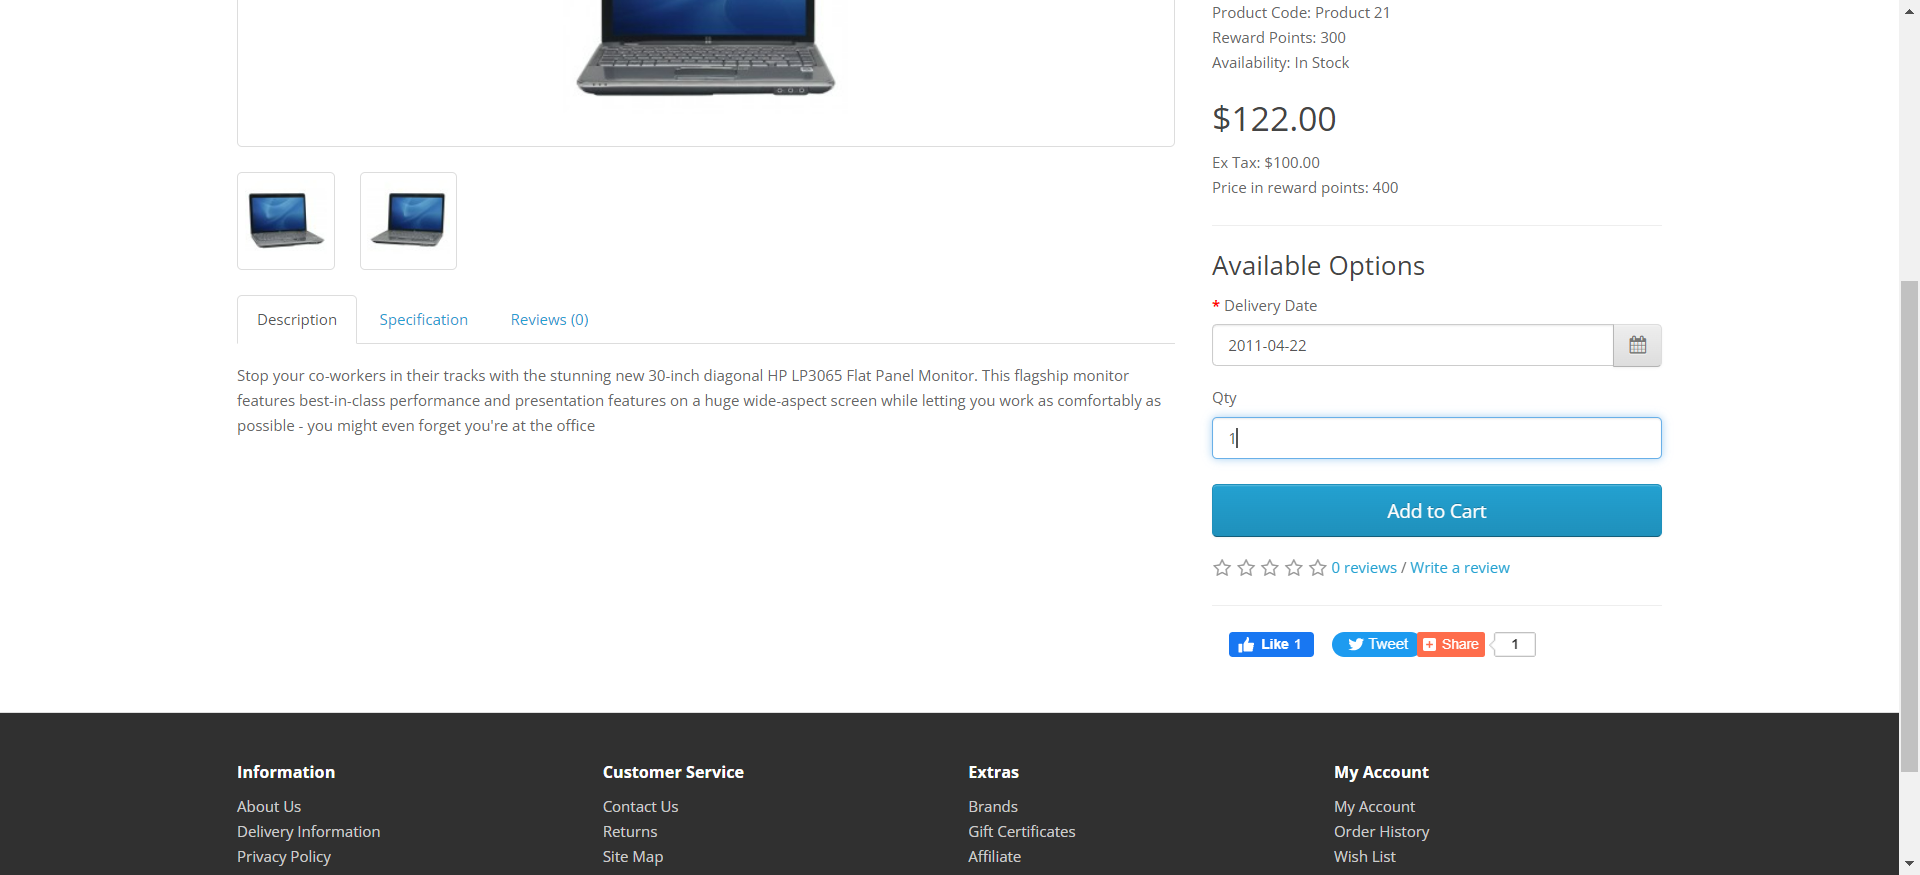 Product Code: Product 21
Reward Points: 300
Availability: In Stock
$122.00
Ex Tax: $100.00
Price in reward points: 400
Available Options
* Delivery Date
2011-04-22
Qty
1
Add to Cart
0 reviews / Write a review
Like 1
Tweet
Share
1
Description
Specification
Reviews (0)
Stop your co-workers in their tracks with the stunning new 30-inch diagonal HP LP3065 Flat Panel Monitor. This flagship monitor
features best-in-class performance and presentation features on a huge wide-aspect screen while letting you work as comfortably as
possible - you might even forget you're at the office
Information
About Us
Delivery Information
Privacy Policy
Customer Service
Contact Us
Returns
Site Map
Extras
Brands
Gift Certificates
Affiliate
My Account
My Account
Order History
Wish List